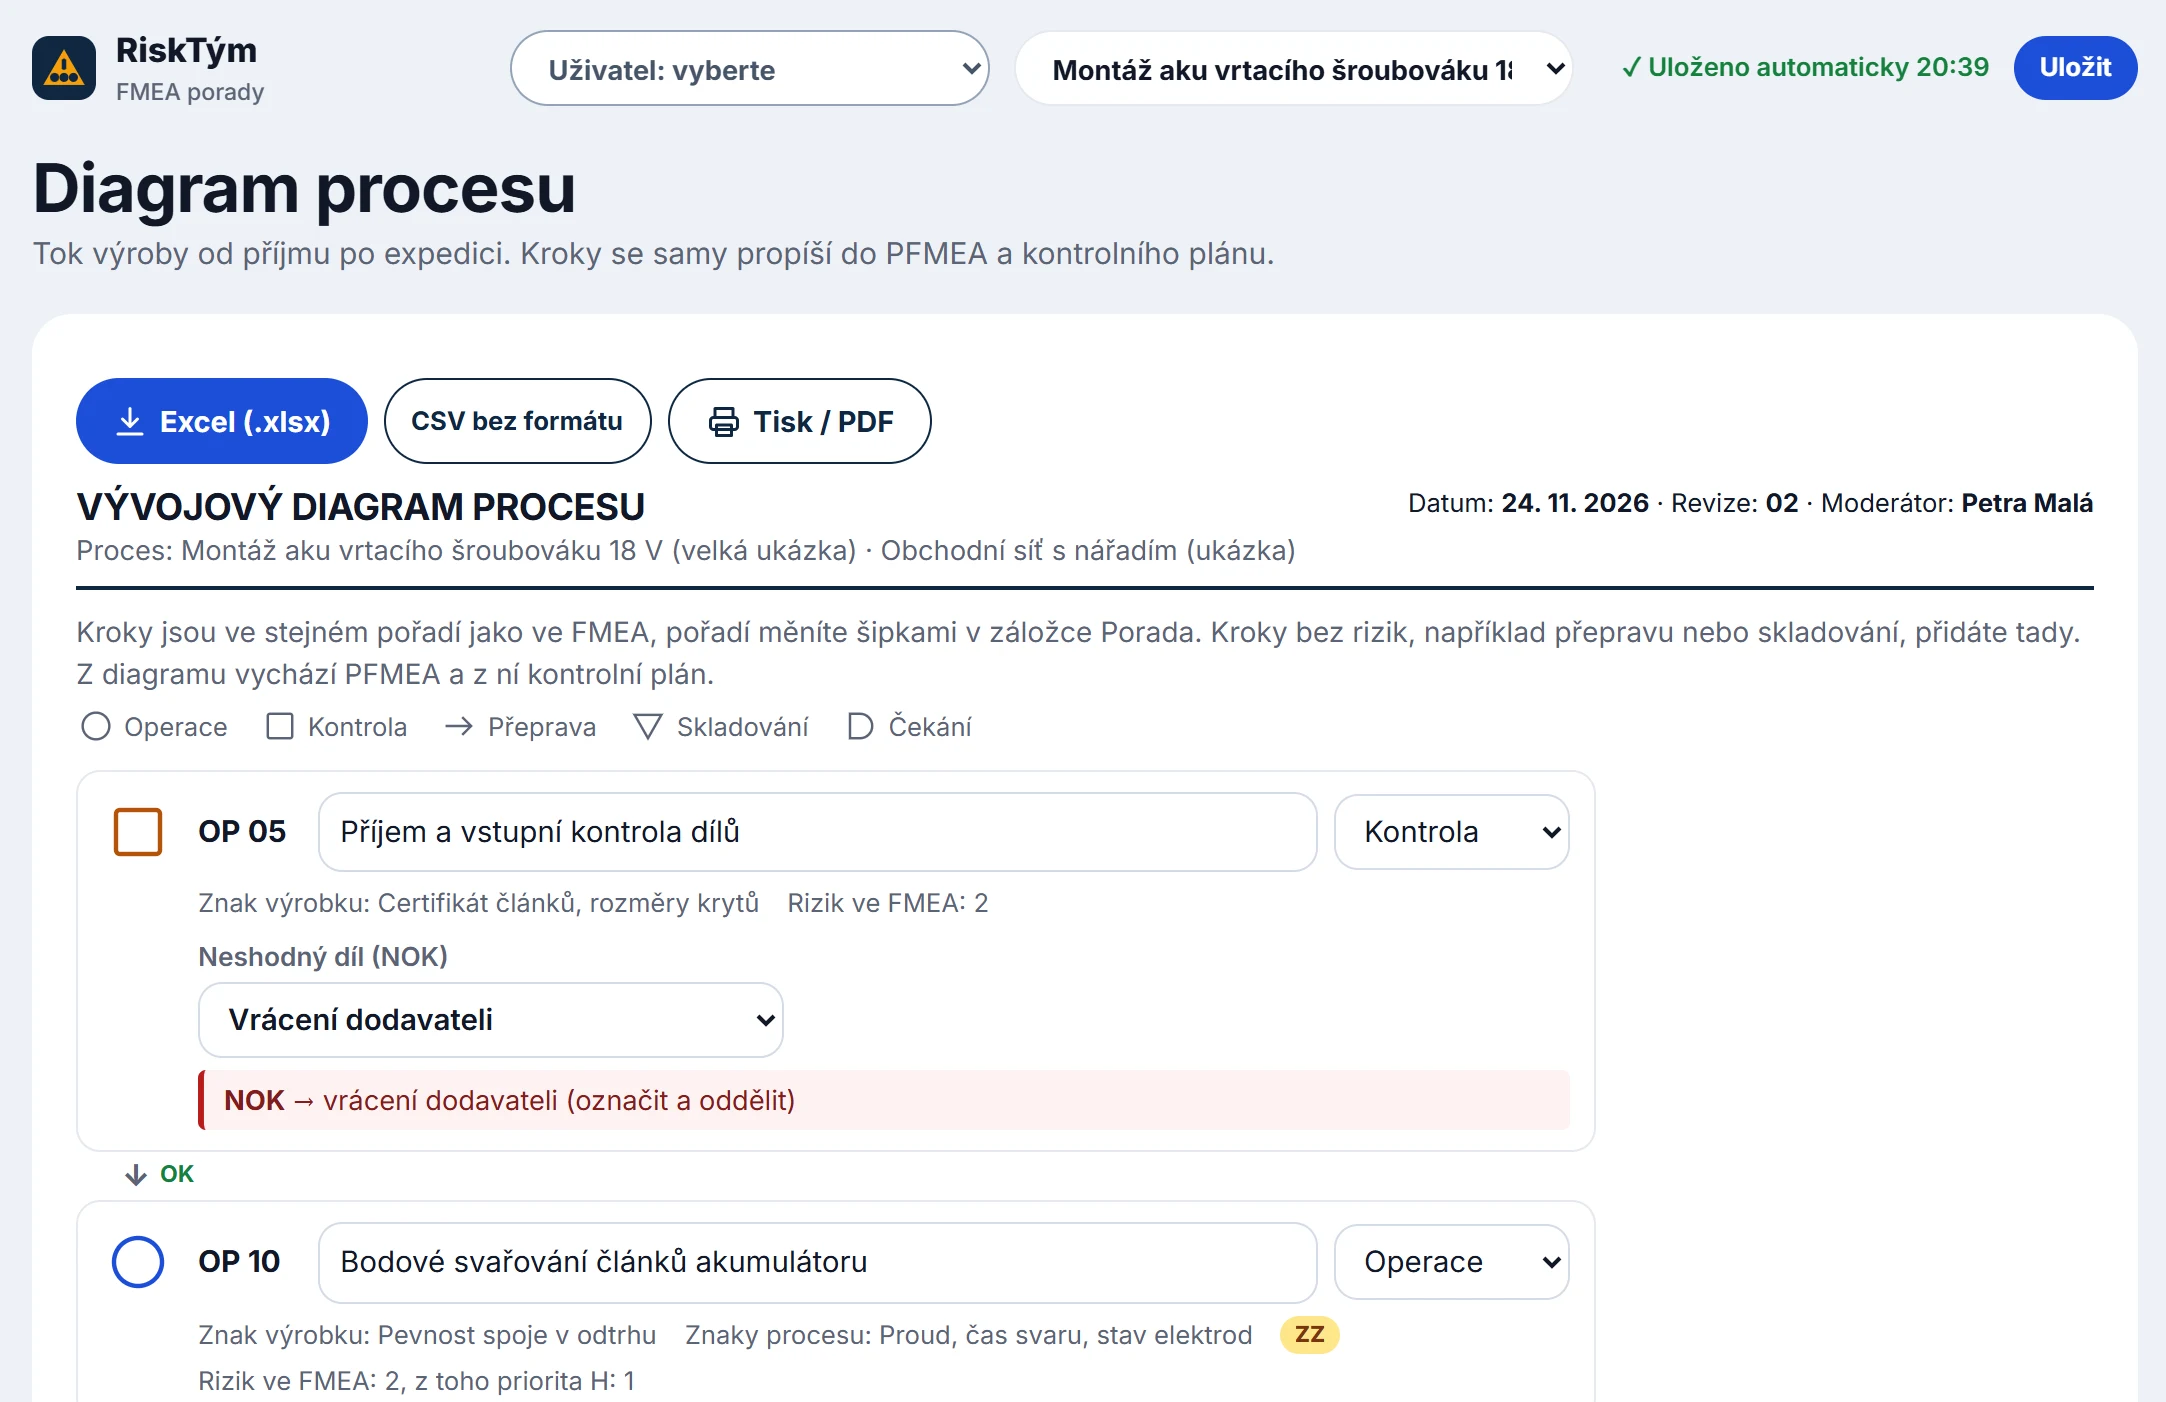 RiskTým
FMEA porady
Uživatel: vyberte
Montáž aku vrtacího šroubováku
✓ Uloženo automaticky 20:39
Uložit
Diagram procesu
Tok výroby od příjmu po expedici. Kroky se samy propíší do PFMEA a kontrolního plánu.
Excel (.xlsx)
CSV bez formátu
Tisk / PDF
VÝVOJOVÝ DIAGRAM PROCESU
Datum: 24. 11. 2026 · Revize: 02 · Moderátor: Petra Malá
Proces: Montáž aku vrtacího šroubováku 18 V (velká ukázka) · Obchodní síť s nářadím (ukázka)
Kroky jsou ve stejném pořadí jako ve FMEA, pořadí měníte šipkami v záložce Porada. Kroky bez rizik, například přepravu nebo skladování, přidáte tady.
Z diagramu vychází PFMEA a z ní kontrolní plán.
Operace
Kontrola
Přeprava
Skladování
Čekání
OP 05
Příjem a vstupní kontrola dílů
Kontrola
Znak výrobku: Certifikát článků, rozměry krytů
Rizik ve FMEA: 2
Neshodný díl (NOK)
Vrácení dodavateli
NOK → vrácení dodavateli (označit a oddělit)
↓ OK
OP 10
Bodové svařování článků akumulátoru
Operace
Znak výrobku: Pevnost spoje v odtrhu
Znaky procesu: Proud, čas svaru, stav elektrod
ZZ
Rizik ve FMEA: 2, z toho priorita H: 1